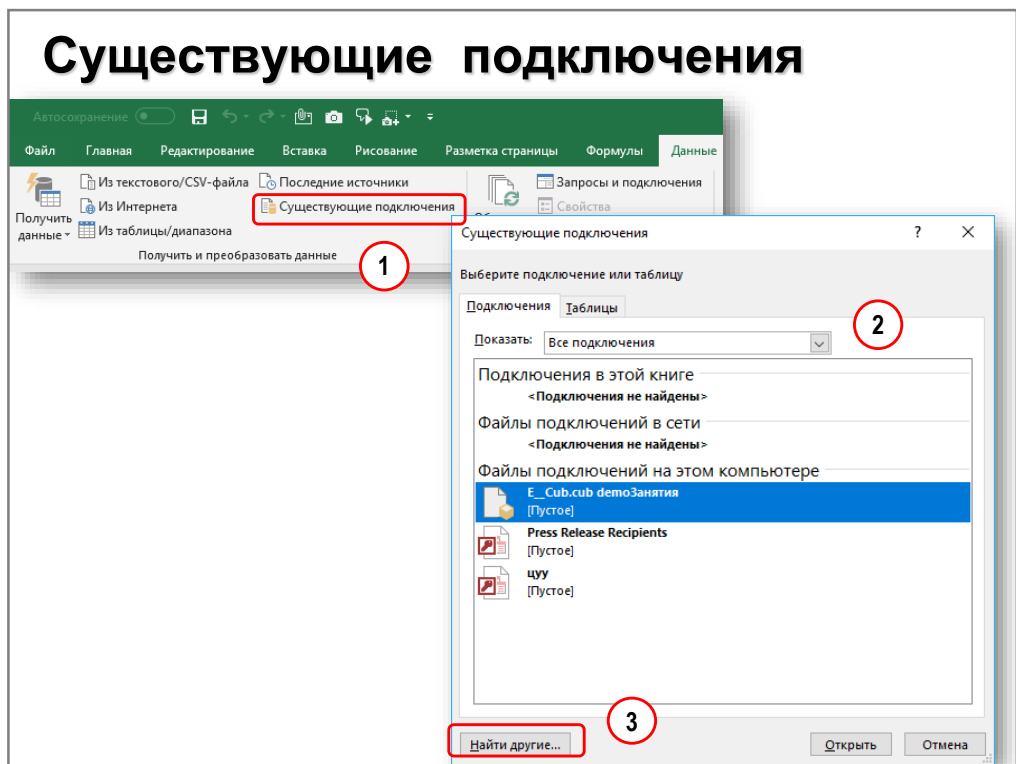 Существующие подключения
Автосохранение
Файл Главная Редактирование Вставка Рисование Разметка страницы Формулы Данные
Получить данные
Из текстового/CSV-файла
Из Интернета
Из таблицы/диапазона
Последние источники
Существующие подключения
Получить и преобразовать данные
Запросы и подключения
Свойства
1
Существующие подключения ? ×
Выберите подключение или таблицу
Подключения Таблицы
2
Показать: Все подключения
Подключения в этой книге
<Подключения не найдены>
Файлы подключений в сети
<Подключения не найдены>
Файлы подключений на этом компьютере
E__Cub.cub demoЗанятия
[Пустое]
Press Release Recipients
[Пустое]
цуу
[Пустое]
3
Найти другие... Открыть Отмена